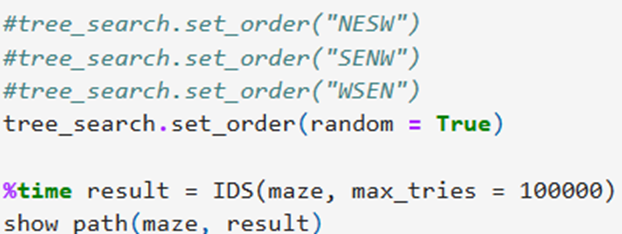 #tree_search.set_order("NESW")
#tree_search.set_order("SENW")
#tree_search.set_order("WSEN")
tree_search.set_order(random = True)
%time result = IDS(maze, max_tries = 100000)
show_path(maze, result)